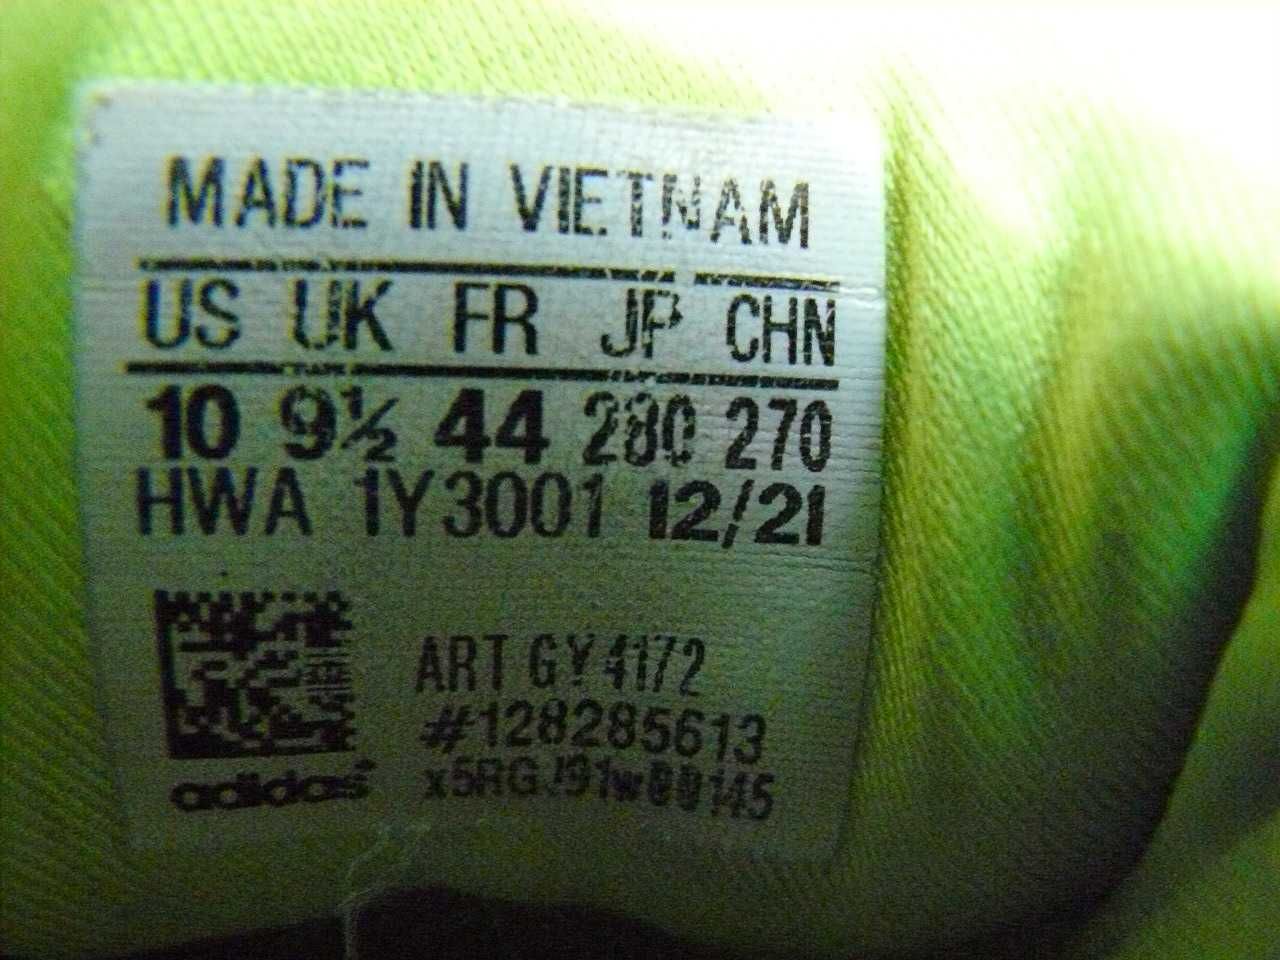 MADE IN VIETNAM
US UK FR JP CHN
10 9½ 44 280 270
HWA 1Y3001 12/21
ART GY4172
#128285613
adidas